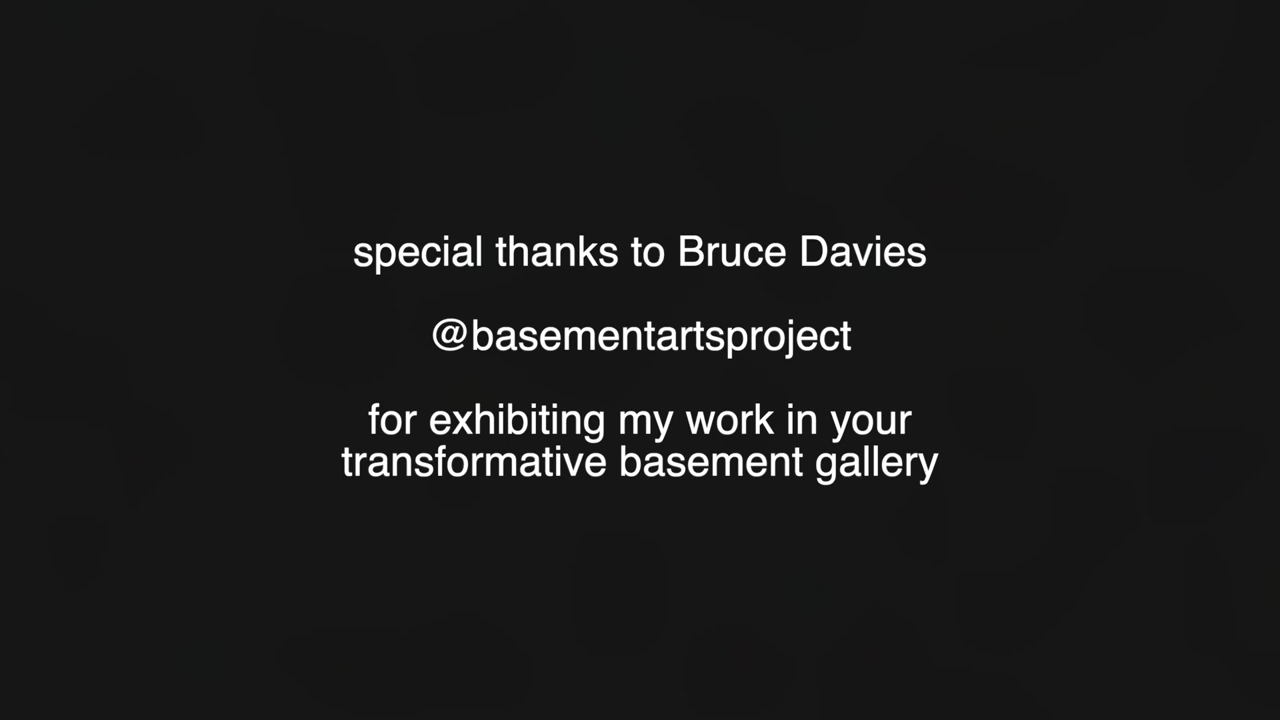 special thanks to Bruce Davies
@basementartsproject
for exhibiting my work in your
transformative basement gallery